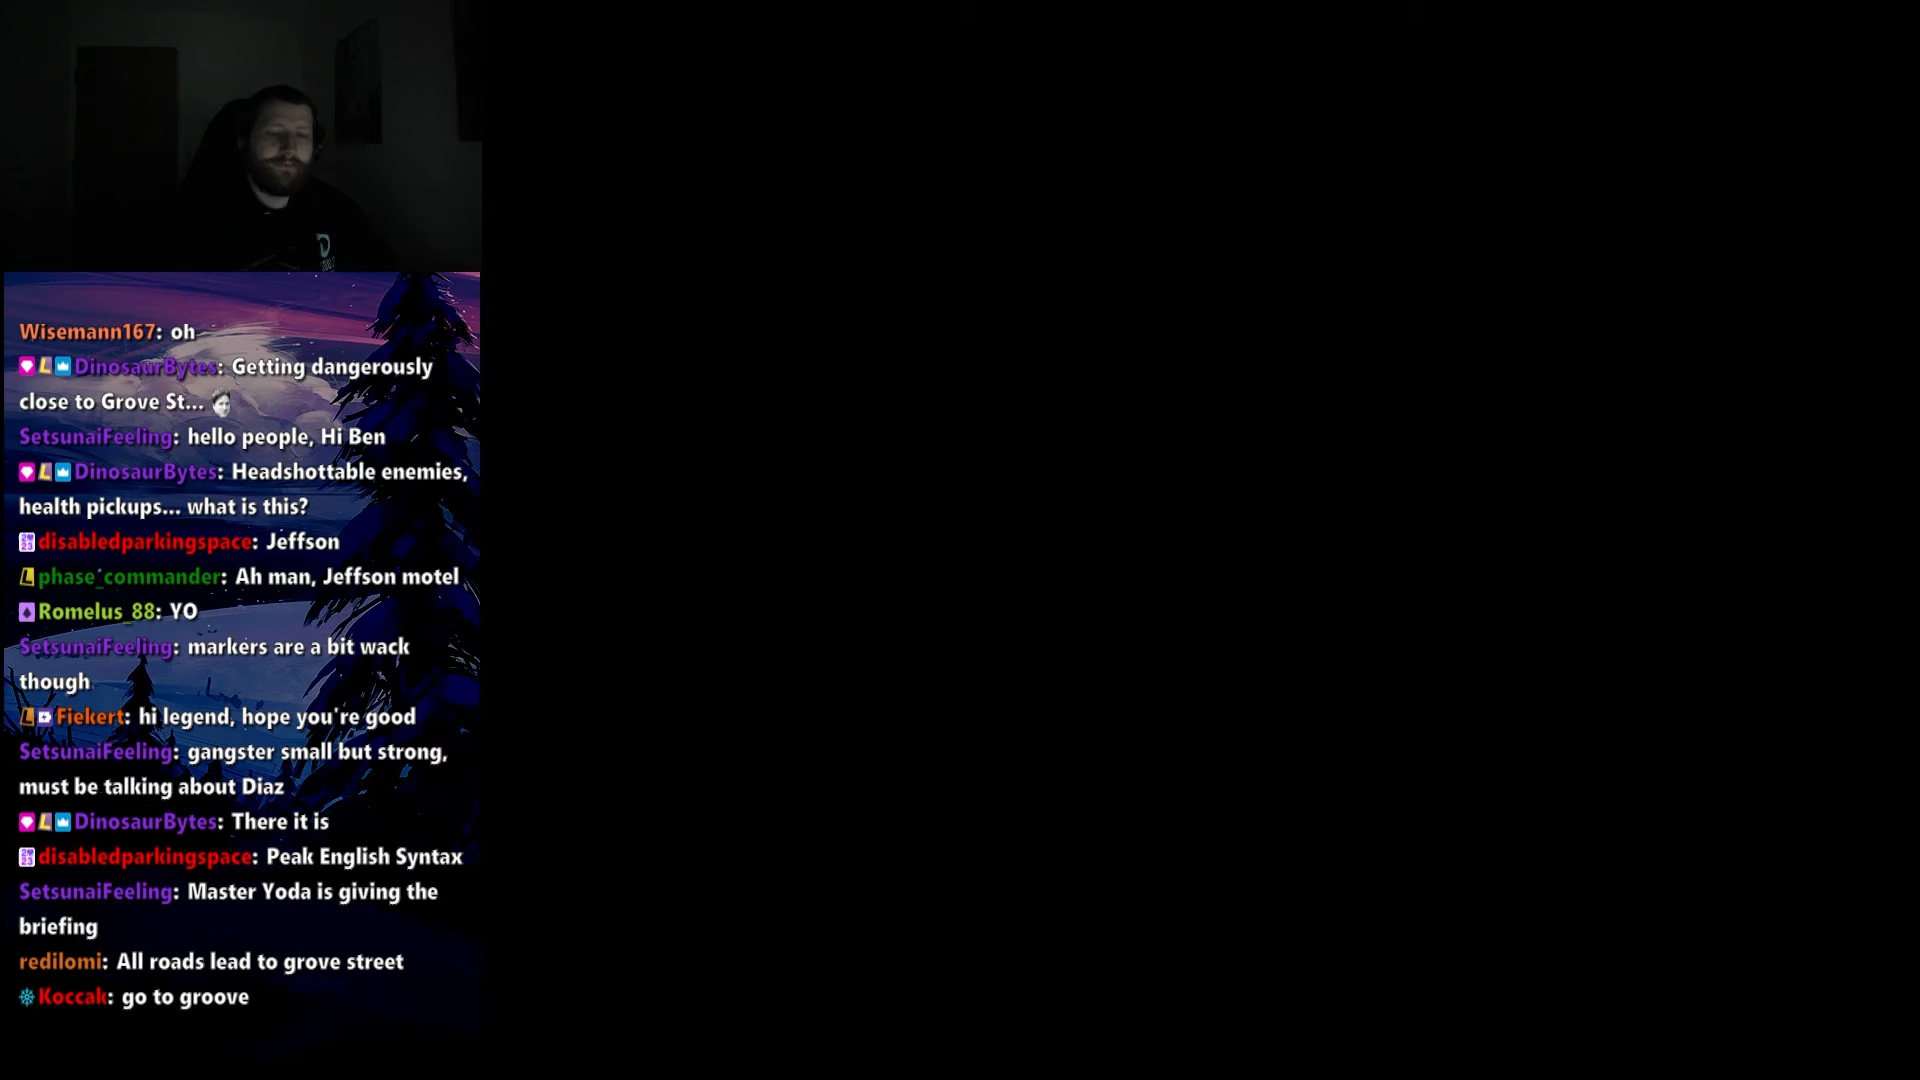 Wisemann167: oh
DinosaurBytes: Getting dangerously
close to Grove St...
SetsunaiFeeling: hello people, Hi Ben
DinosaurBytes: Headshottable enemies,
health pickups... what is this?
disabledparkingspace: Jeffson
phase_commander: Ah man, Jeffson motel
Romelus_88: YO
SetsunaiFeeling: markers are a bit wack
though
Fiekert: hi legend, hope you're good
SetsunaiFeeling: gangster small but strong,
must be talking about Diaz
DinosaurBytes: There it is
disabledparkingspace: Peak English Syntax
SetsunaiFeeling: Master Yoda is giving the
briefing
redilomi: All roads lead to grove street
Koccak: go to groove